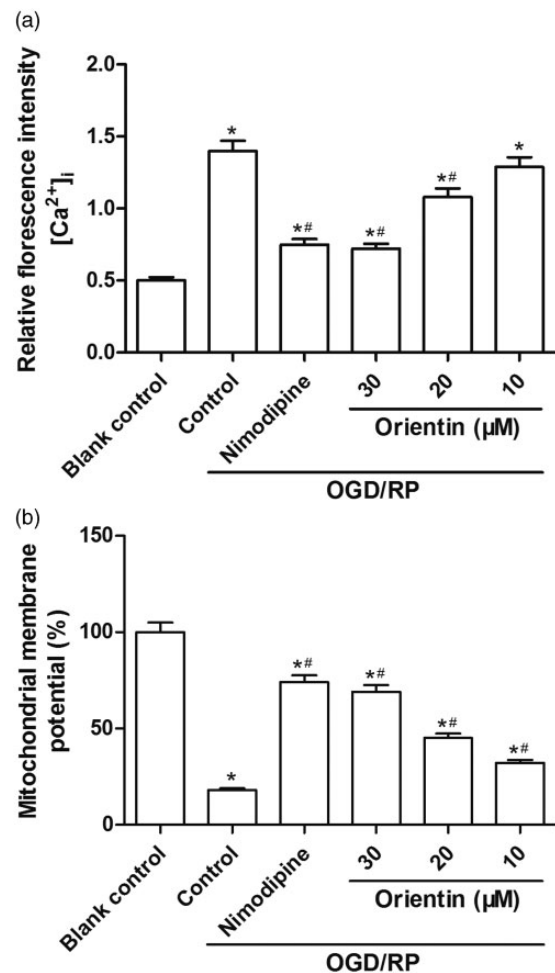 (a)
Relative florescence intensity
[Ca²⁺]ᵢ
2.0
1.5
1.0
0.5
0.0
*
*#
*#
*#
*
Blank control
Control
Nimodipine
30
20
10
Orientin (µM)
OGD/RP
(b)
Mitochondrial membrane
potential (%)
150
100
50
0
*
*#
*#
*#
*#
Blank control
Control
Nimodipine
30
20
10
Orientin (µM)
OGD/RP